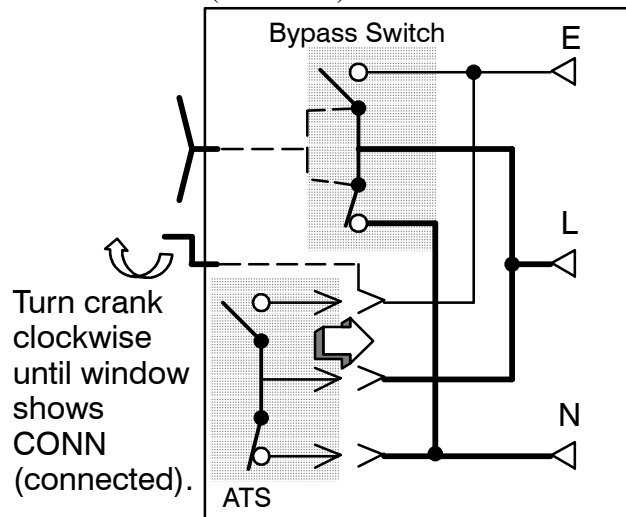 Bypass Switch
E
L
Turn crank
clockwise
until window
shows
CONN
(connected).
N
ATS